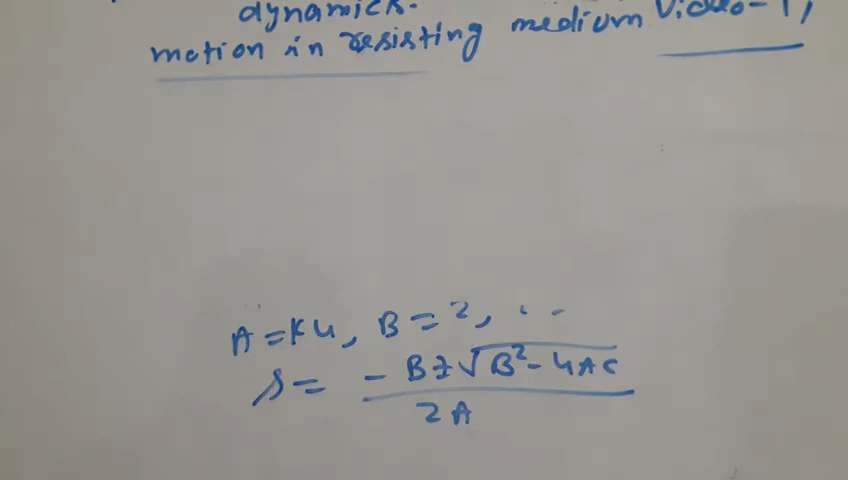 dynamics.
motion in resisting medium Video-1,
A = Ku, B = 2, ...
s = -B ± √B² - 4AC
2A